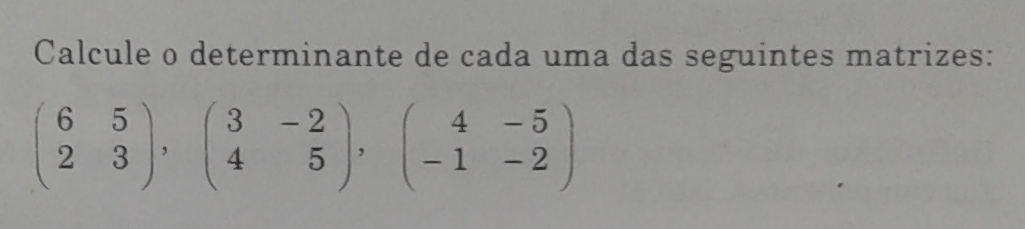 Calcule o determinante de cada uma das seguintes matrizes:
( 6 5 ) , ( 3 − 2 ) , ( 4 − 5 )
( 2 3 ) , ( 4 5 ) , ( − 1 − 2 )